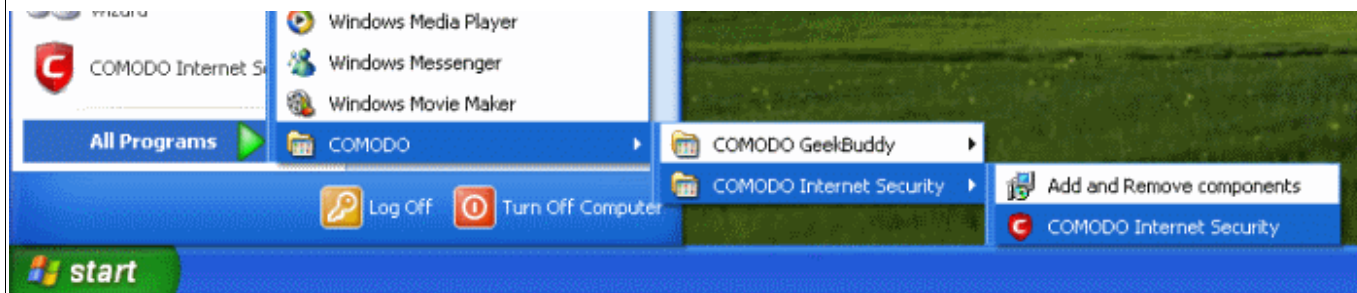 Wizard
Windows Media Player
COMODO Internet Se
Windows Messenger
Windows Movie Maker
All Programs
COMODO
COMODO GeekBuddy
COMODO Internet Security
Add and Remove components
COMODO Internet Security
Log Off
Turn Off Computer
start